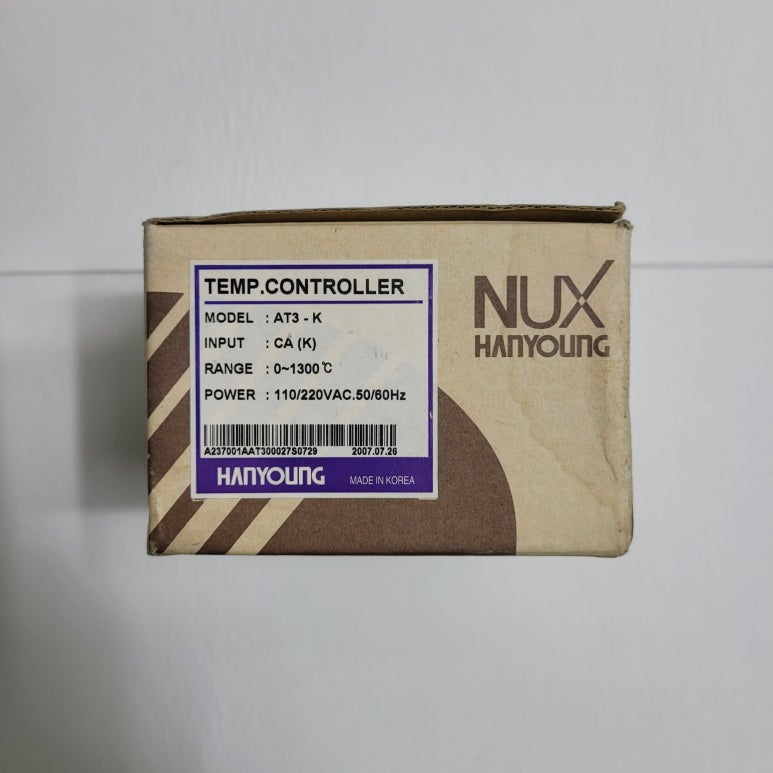 TEMP.CONTROLLER
MODEL : AT3 - K
INPUT : CA (K)
RANGE : 0~1300℃
POWER : 110/220VAC.50/60Hz
A237001AAT300027S0729 2007.07.26
HANYOUNG MADE IN KOREA
NUX
HANYOUNG